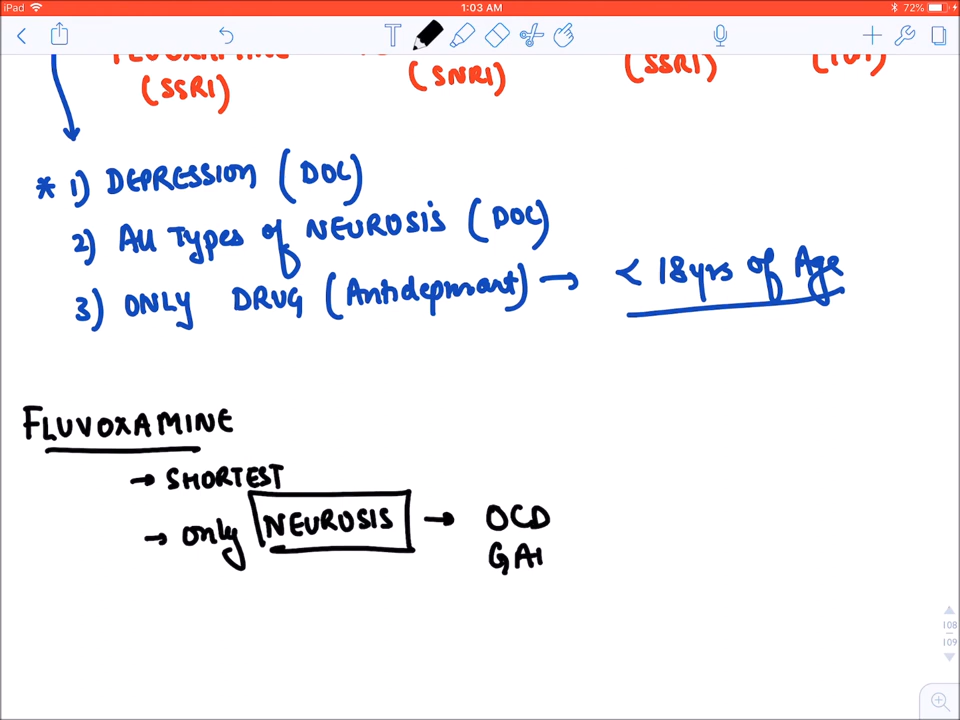 iPad 1:03 AM 72%
(SSRI) (SNRI) (SSRI)
* 1) DEPRESSION (DOC)
2) All Types of NEUROSIS (DOC)
3) ONLY DRUG (Antidepressant) → < 18yrs of Age
FLUVOXAMINE
→ SHORTEST
→ only NEUROSIS → OCD
GAI
108
109